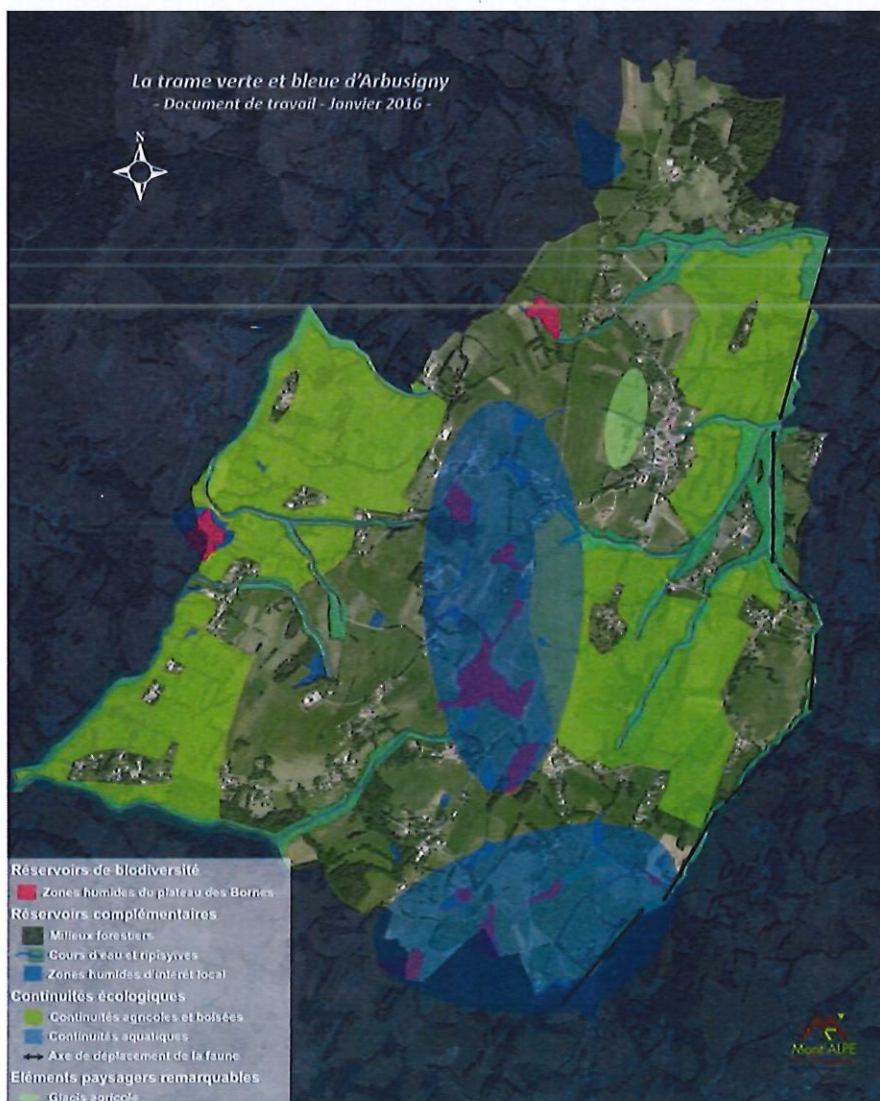 La trame verte et bleue d'Arbusigny
- Document de travail - Janvier 2016 -
N
Réservoirs de biodiversité
Zones humides du plateau des Bornes
Réservoirs complémentaires
Milieux forestiers
Cours d'eau et ripisyives
Zones humides d'intérêt local
Continuités écologiques
Continuités agricoles et boisées
Continuités aquatiques
Axe de déplacement de la faune
Eléments paysagers remarquables
Glacis agricole
Mont ALPE